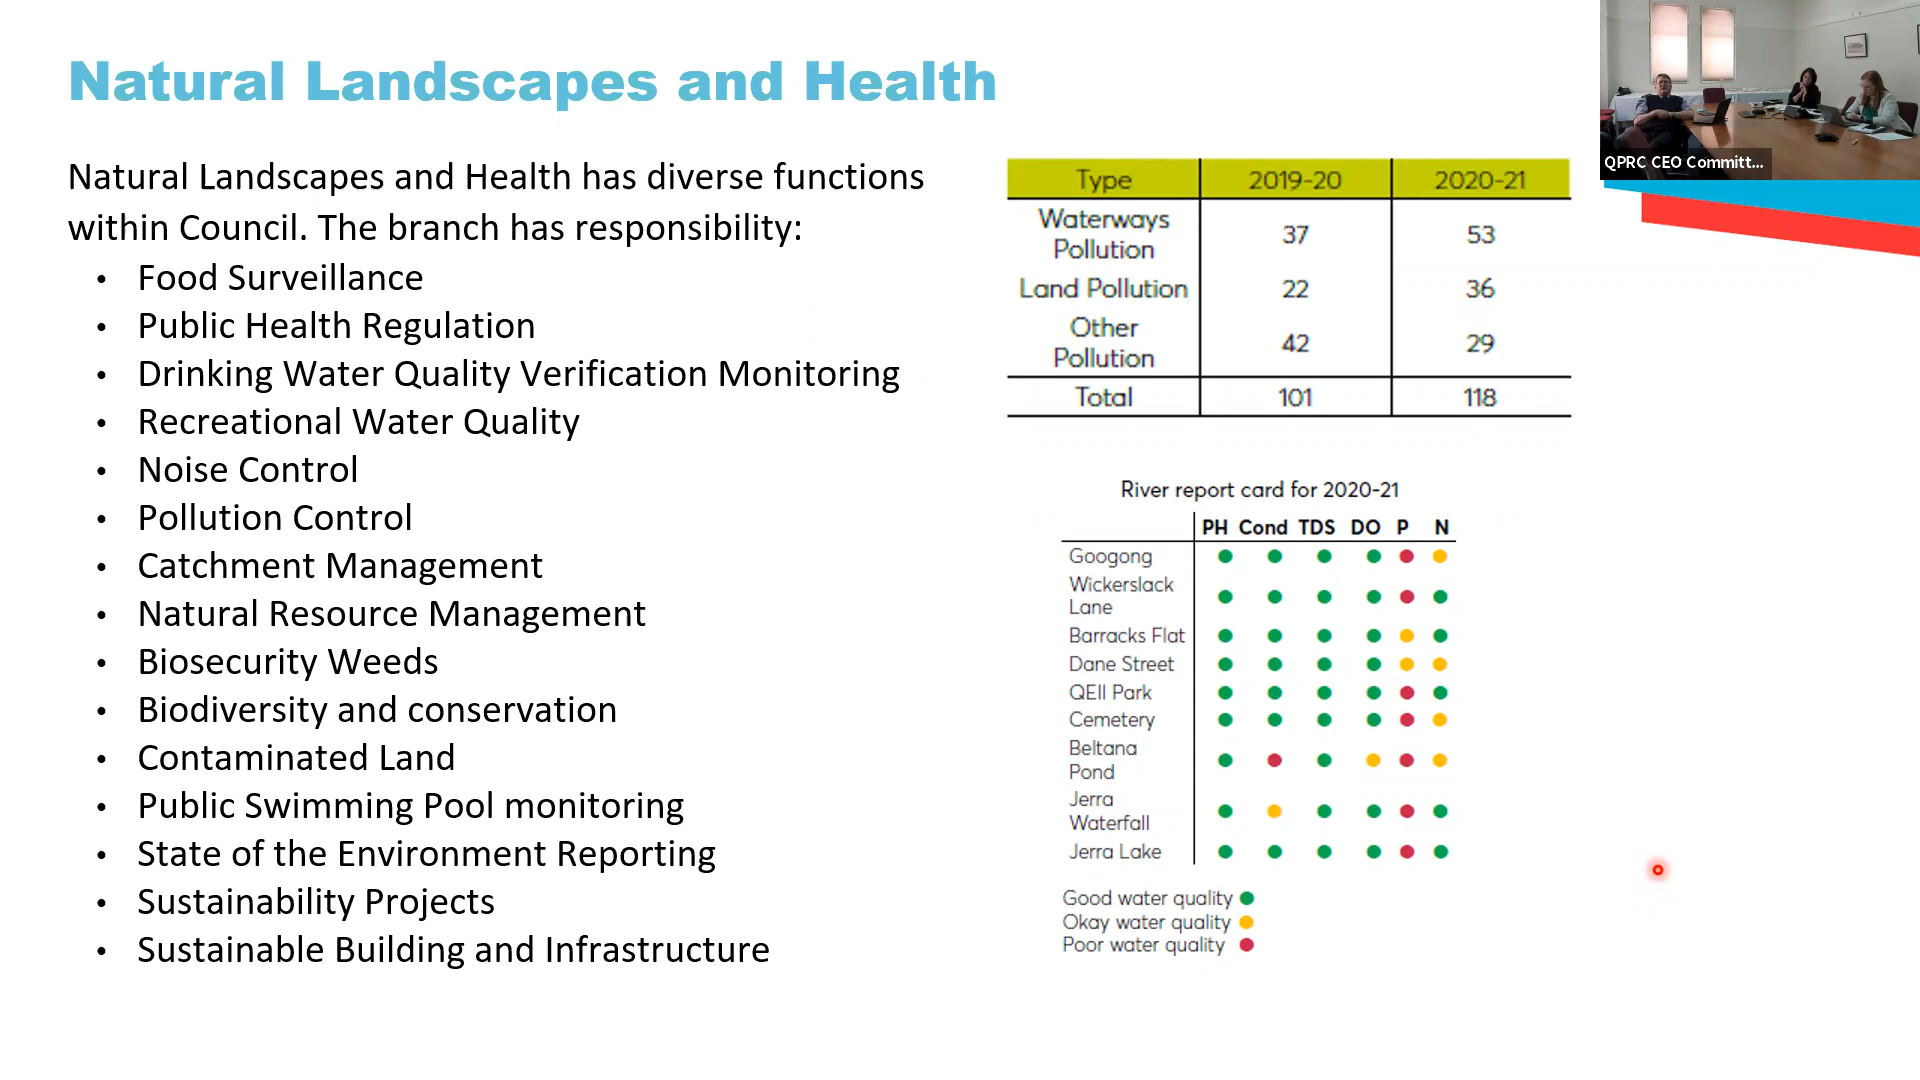 Natural Landscapes and Health
Natural Landscapes and Health has diverse functions
within Council. The branch has responsibility:
• Food Surveillance
• Public Health Regulation
• Drinking Water Quality Verification Monitoring
• Recreational Water Quality
• Noise Control
• Pollution Control
• Catchment Management
• Natural Resource Management
• Biosecurity Weeds
• Biodiversity and conservation
• Contaminated Land
• Public Swimming Pool monitoring
• State of the Environment Reporting
• Sustainability Projects
• Sustainable Building and Infrastructure
Type 2019-20 2020-21
Waterways
Pollution 37 53
Land Pollution 22 36
Other
Pollution 42 29
Total 101 118
River report card for 2020-21
PH Cond TDS DO P N
Googong
Wickerslack
Lane
Barracks Flat
Dane Street
QEII Park
Cemetery
Beltana
Pond
Jerra
Waterfall
Jerra Lake
Good water quality
Okay water quality
Poor water quality
QPRC CEO Committ...